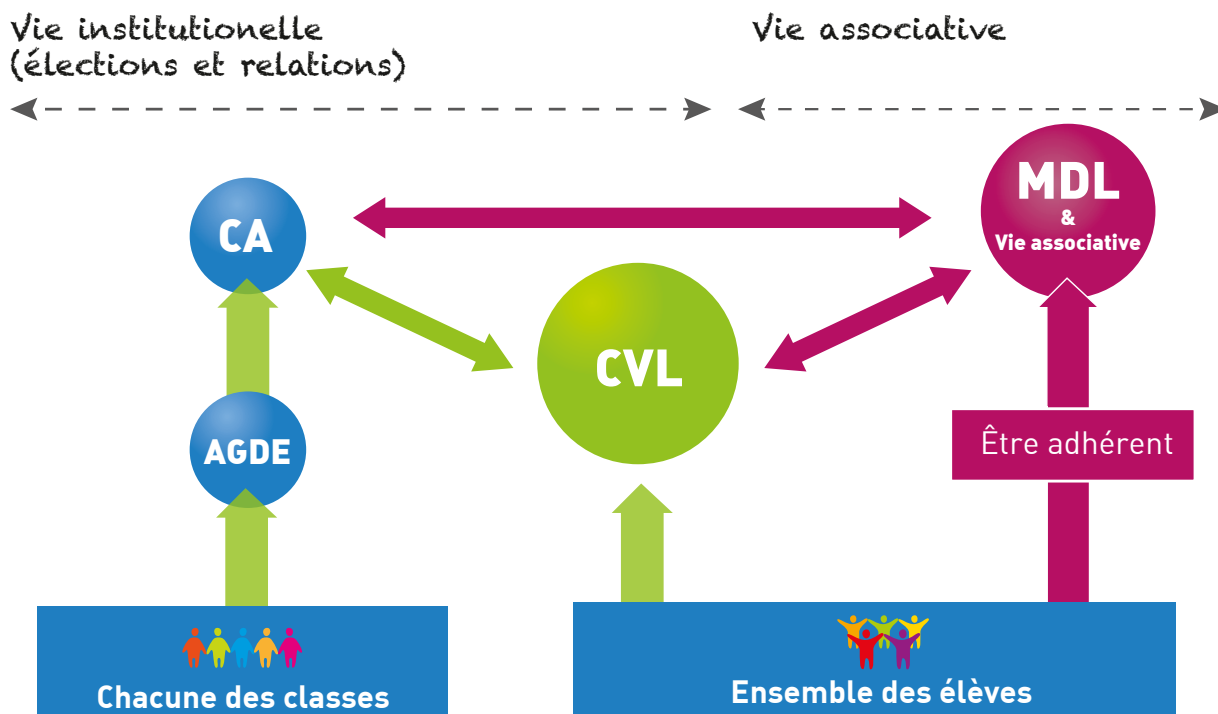 Vie institutionelle
(élections et relations)
Vie associative
CA
MDL
&
Vie associative
CVL
AGDE
Être adhérent
Chacune des classes
Ensemble des élèves